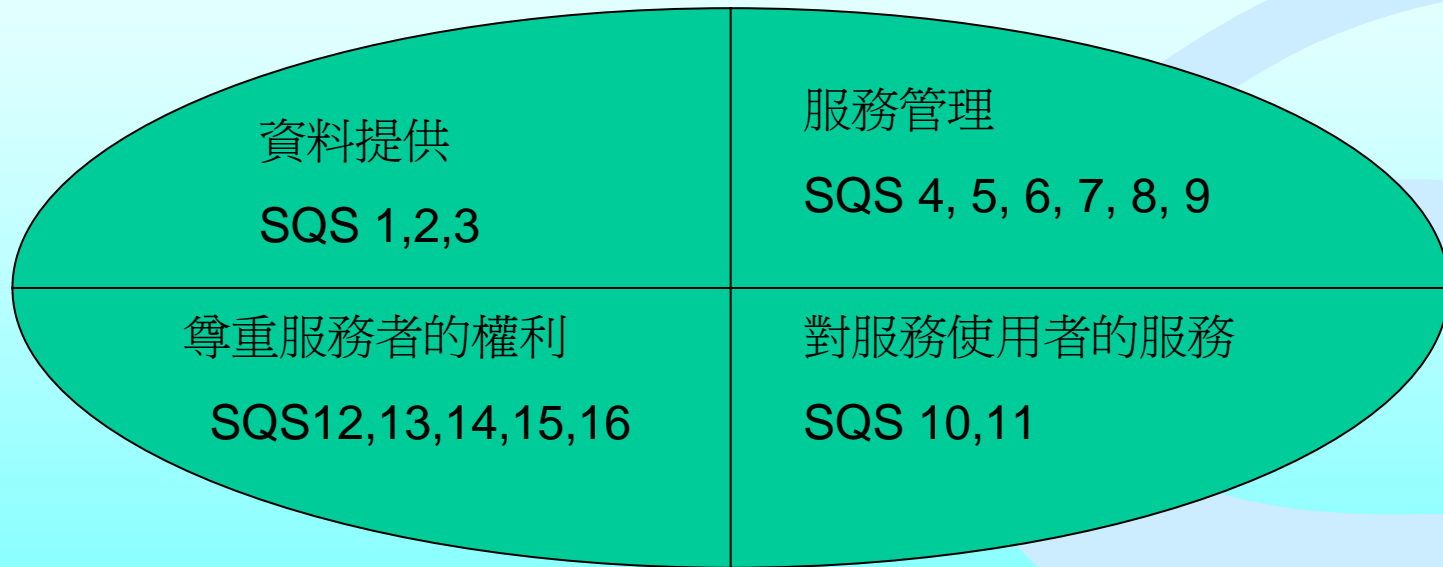 資料提供
SQS 1,2,3
服務管理
SQS 4, 5, 6, 7, 8, 9
尊重服務者的權利
SQS12,13,14,15,16
對服務使用者的服務
SQS 10,11